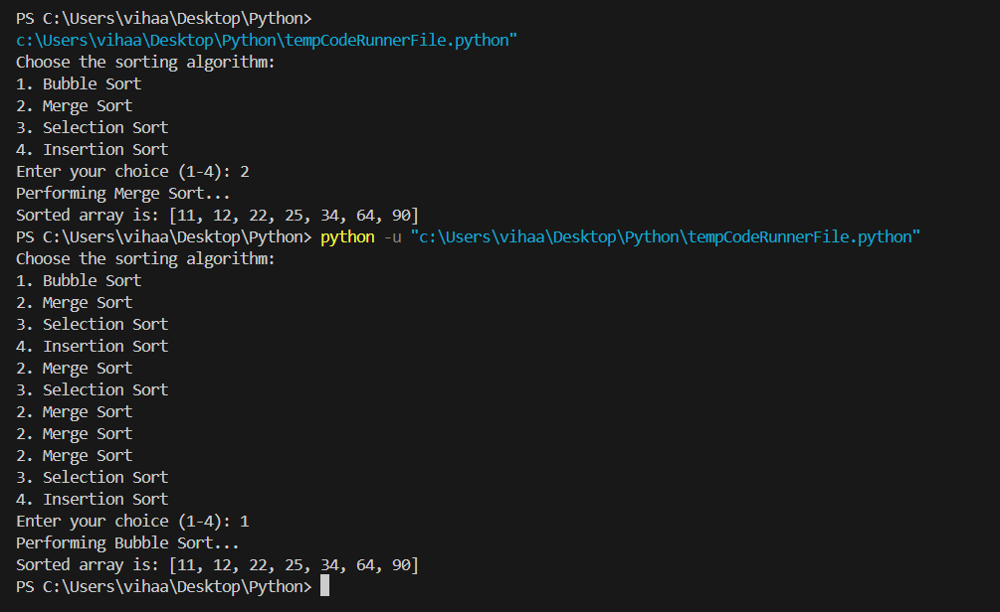 PS C:\Users\vihaa\Desktop\Python>
c:\Users\vihaa\Desktop\Python\tempCodeRunnerFile.python"
Choose the sorting algorithm:
1. Bubble Sort
2. Merge Sort
3. Selection Sort
4. Insertion Sort
Enter your choice (1-4): 2
Performing Merge Sort...
Sorted array is: [11, 12, 22, 25, 34, 64, 90]
PS C:\Users\vihaa\Desktop\Python> python -u "c:\Users\vihaa\Desktop\Python\tempCodeRunnerFile.python"
Choose the sorting algorithm:
1. Bubble Sort
2. Merge Sort
3. Selection Sort
4. Insertion Sort
2. Merge Sort
3. Selection Sort
2. Merge Sort
2. Merge Sort
2. Merge Sort
3. Selection Sort
4. Insertion Sort
Enter your choice (1-4): 1
Performing Bubble Sort...
Sorted array is: [11, 12, 22, 25, 34, 64, 90]
PS C:\Users\vihaa\Desktop\Python>